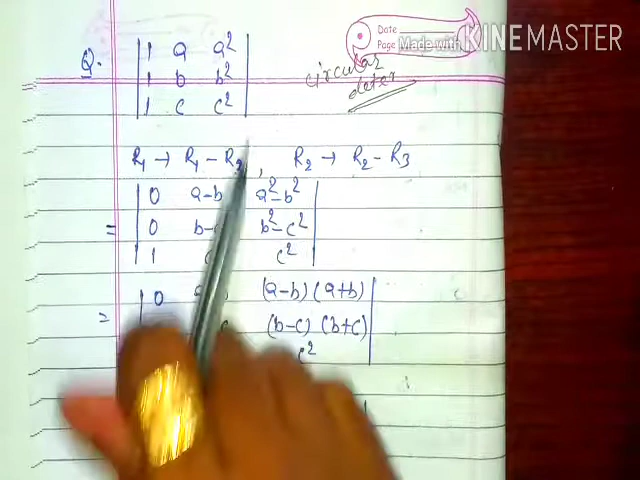 Date
Page
Made with KINEMASTER
Q. | 1 a a² |
| 1 b b² |
| 1 c c² |
circular
deter
R₁ → R₁ - R₂, R₂ → R₂ - R₃
| 0 a-b a²-b² |
= | 0 b-c b²-c² |
| 1 c c² |
| 0 (a-b)(a+b) |
= (b-c) (b+c) |
c² |